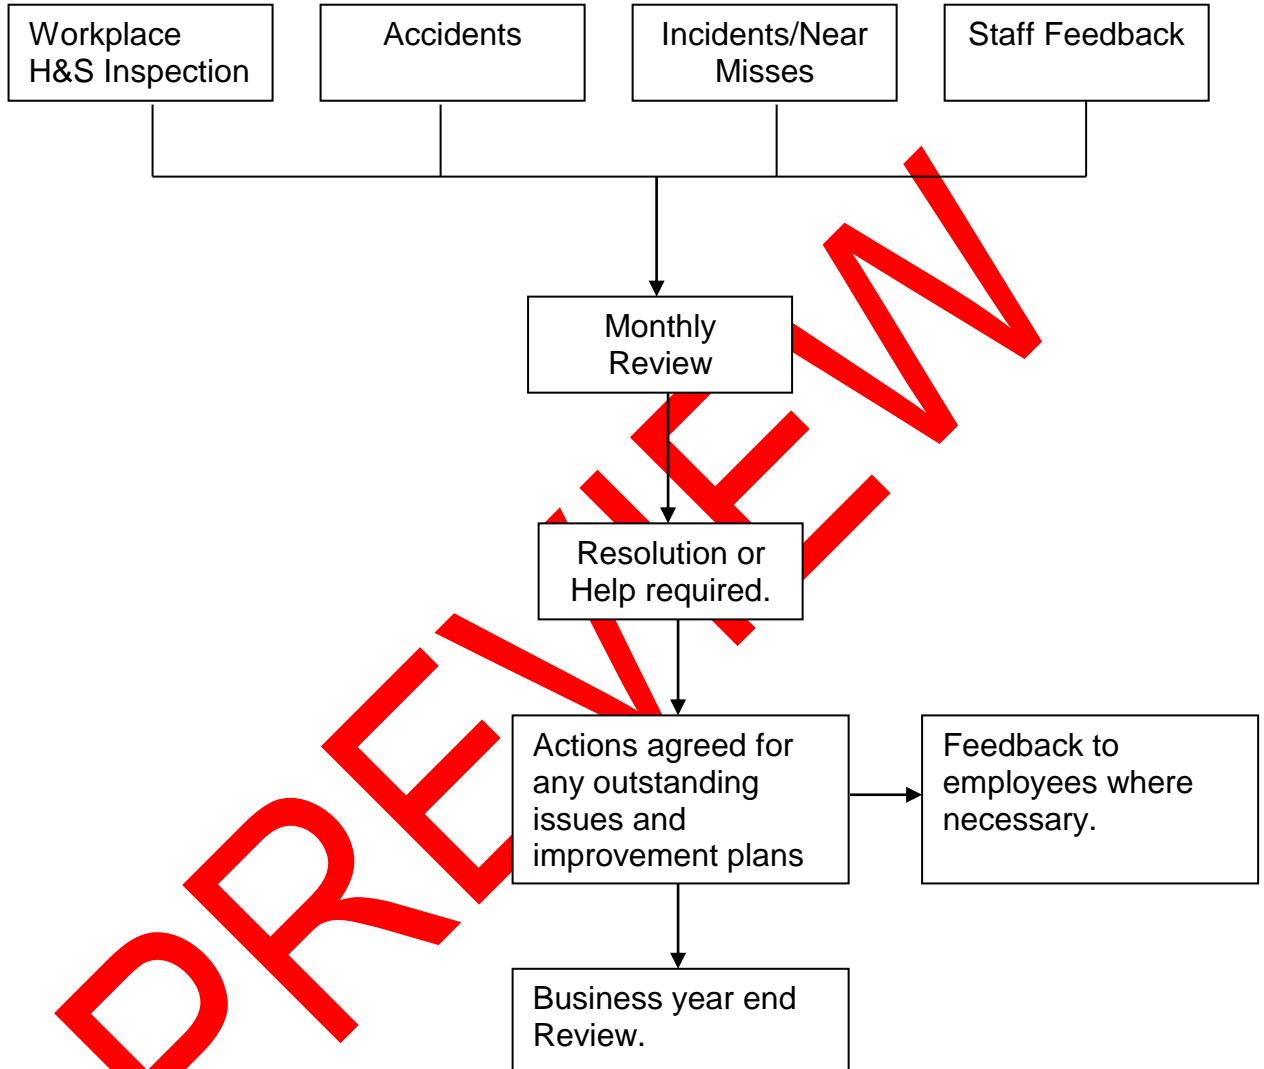 Workplace
H&S Inspection
Accidents
Incidents/Near
Misses
Staff Feedback
Monthly
Review
Resolution or
Help required.
Actions agreed for
any outstanding
issues and
improvement plans
Feedback to
employees where
necessary.
Business year end
Review.
PREVIEW